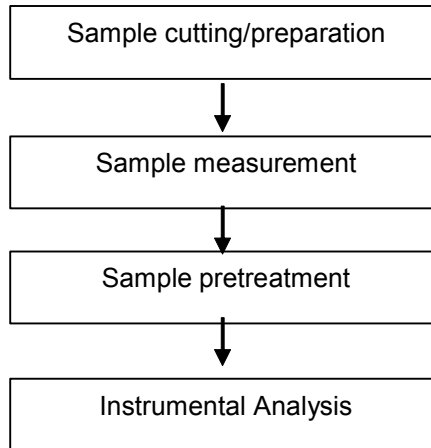 Sample cutting/preparation
Sample measurement
Sample pretreatment
Instrumental Analysis